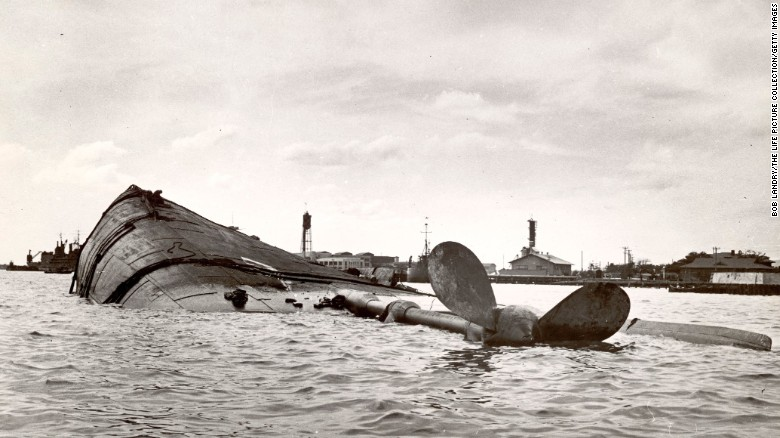 BOB LANDRY/THE LIFE PICTURE COLLECTION/GETTY IMAGES